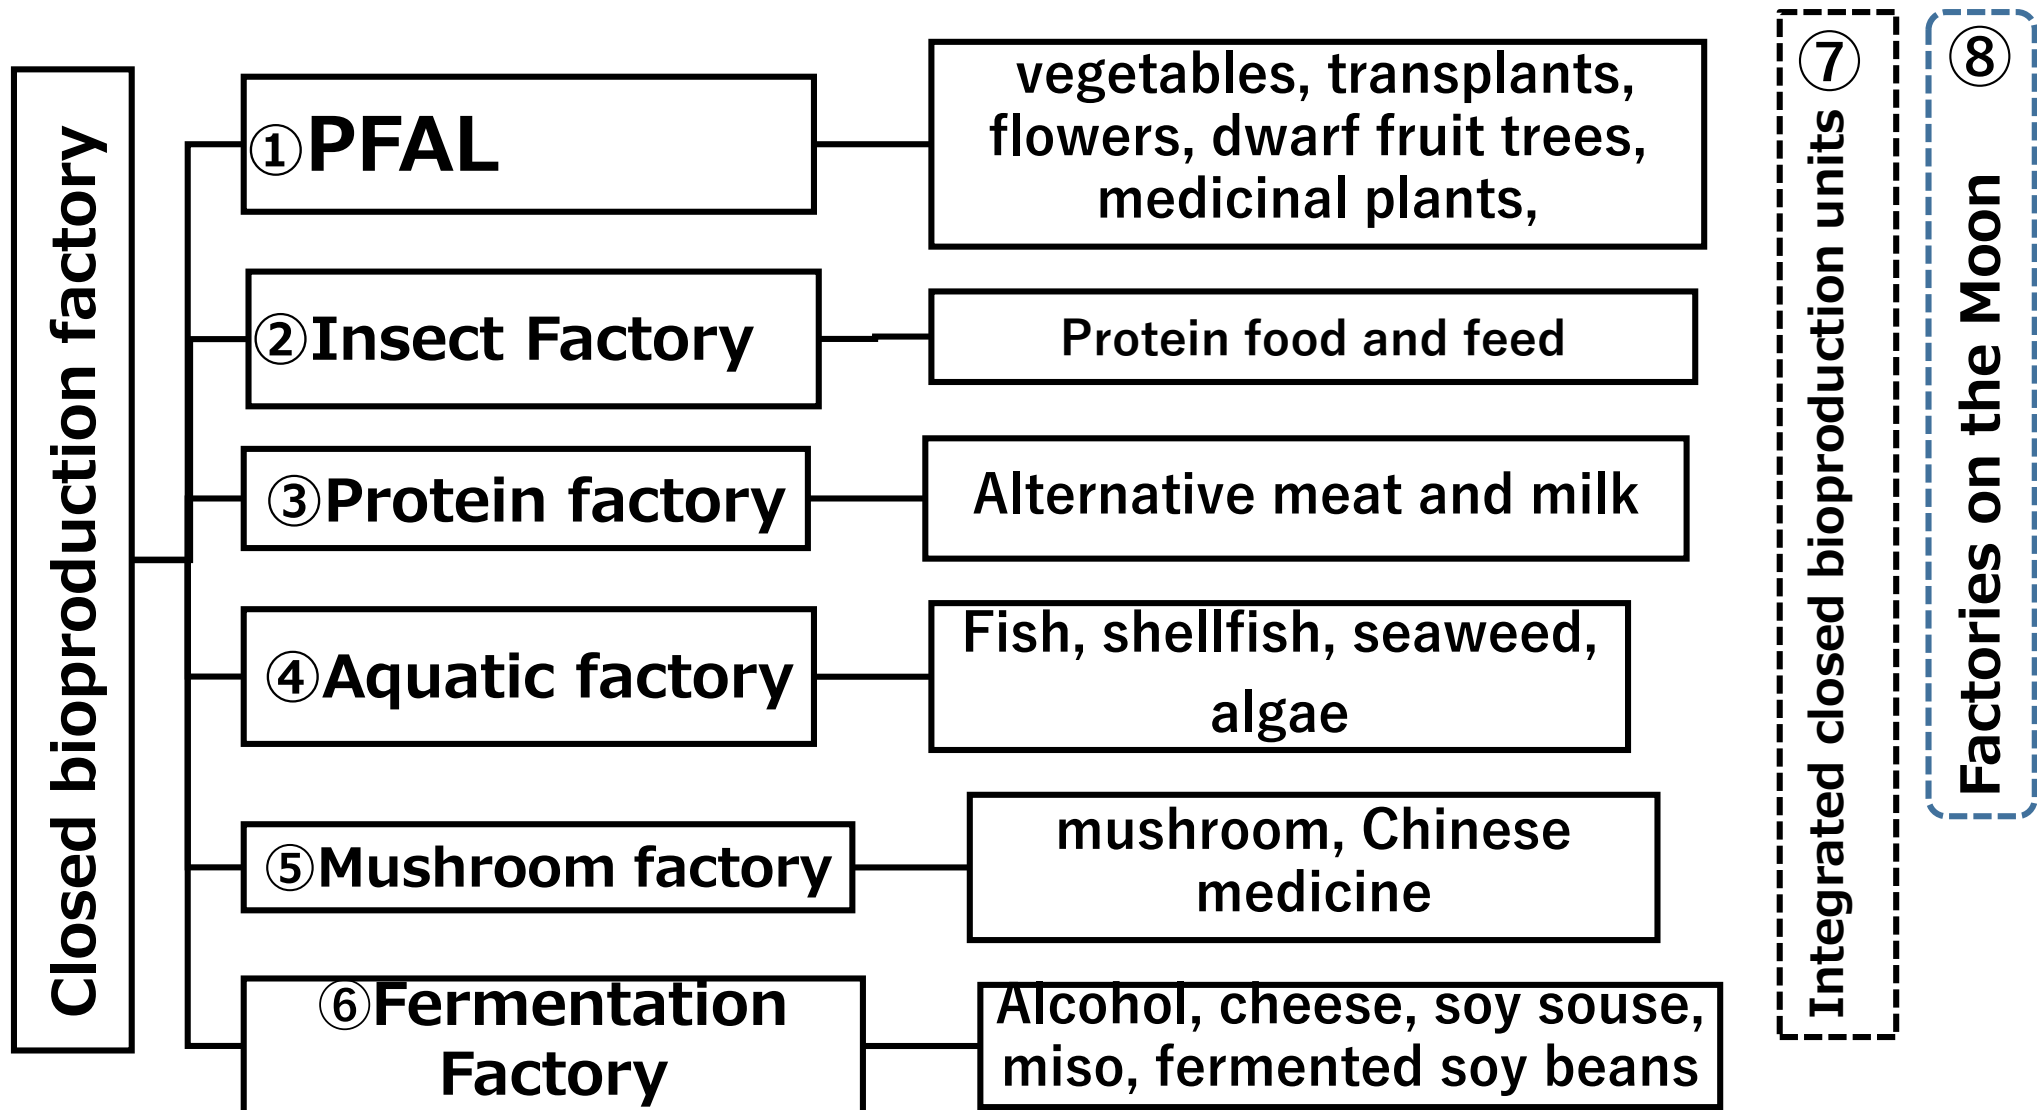 Closed bioproduction factory
①PFAL
vegetables, transplants,
flowers, dwarf fruit trees,
medicinal plants,
②Insect Factory
Protein food and feed
③Protein factory
Alternative meat and milk
④Aquatic factory
Fish, shellfish, seaweed,
algae
⑤Mushroom factory
mushroom, Chinese
medicine
⑥Fermentation
Factory
Alcohol, cheese, soy souse,
miso, fermented soy beans
⑦
Integrated closed bioproduction units
⑧
Factories on the Moon